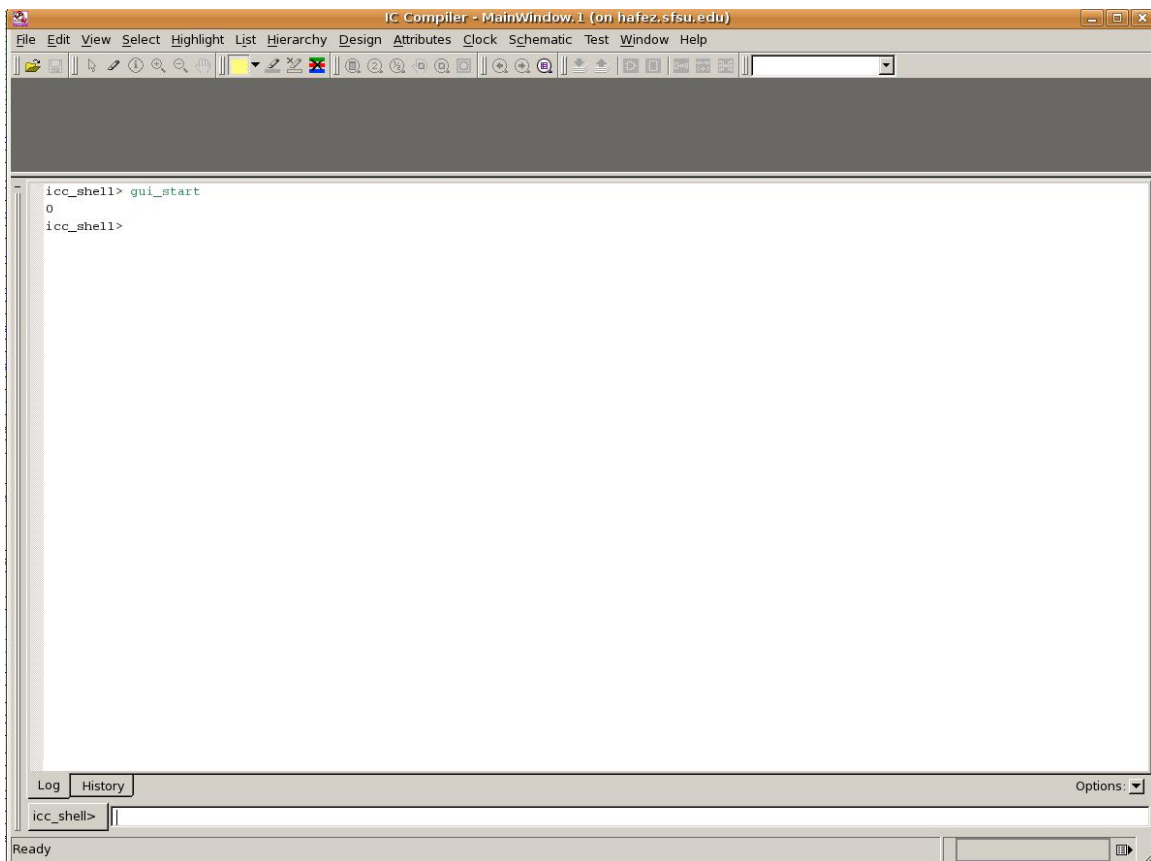 IC Compiler - MainWindow.1 (on hafez.sfsu.edu)
File Edit View Select Highlight List Hierarchy Design Attributes Clock Schematic Test Window Help
icc_shell> gui_start
0
icc_shell>
Log History Options:
icc_shell>
Ready